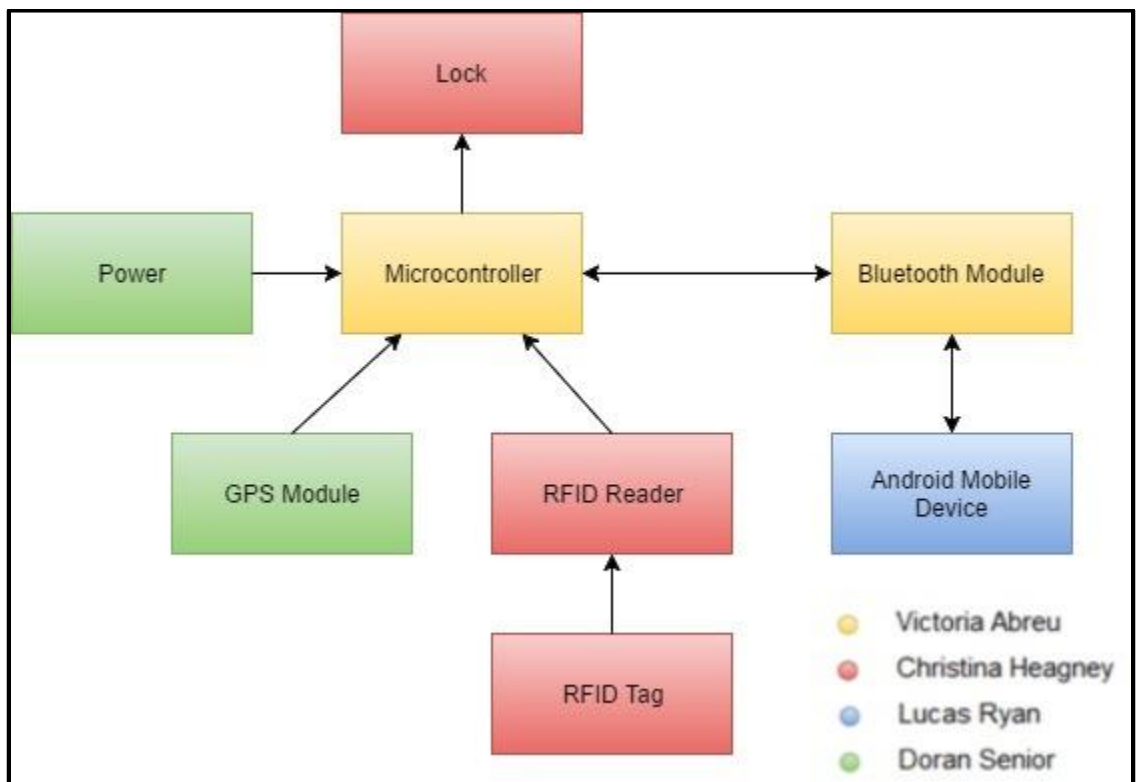 Lock
Power
Microcontroller
Bluetooth Module
GPS Module
RFID Reader
Android Mobile
Device
RFID Tag
Victoria Abreu
Christina Heagney
Lucas Ryan
Doran Senior